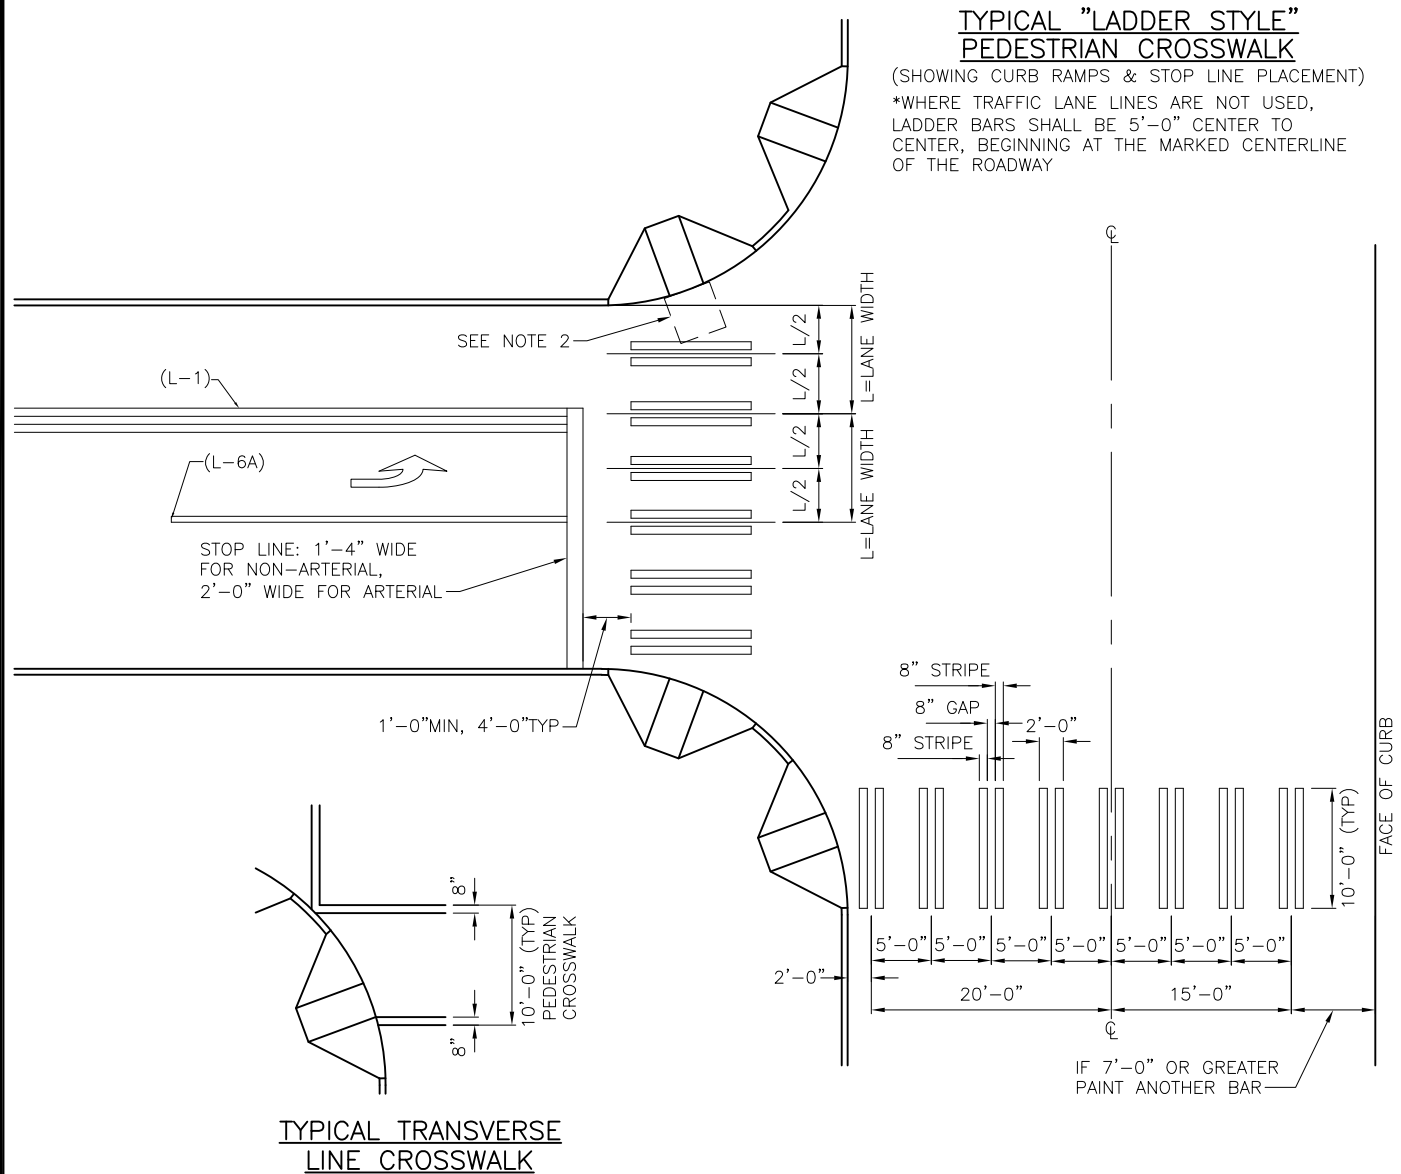 TYPICAL "LADDER STYLE"
PEDESTRIAN CROSSWALK
(SHOWING CURB RAMPS & STOP LINE PLACEMENT)
*WHERE TRAFFIC LANE LINES ARE NOT USED,
LADDER BARS SHALL BE 5'-0" CENTER TO
CENTER, BEGINNING AT THE MARKED CENTERLINE
OF THE ROADWAY
℄
SEE NOTE 2
L/2
L/2
L/2
L/2
L=LANE WIDTH
L=LANE WIDTH
(L-1)
(L-6A)
STOP LINE: 1'-4" WIDE
FOR NON-ARTERIAL,
2'-0" WIDE FOR ARTERIAL
1'-0"MIN, 4'-0"TYP
8" STRIPE
8" GAP
2'-0"
8" STRIPE
FACE OF CURB
10'-0" (TYP)
5'-0"
5'-0"
5'-0"
5'-0"
5'-0"
5'-0"
5'-0"
2'-0"
20'-0"
15'-0"
℄
IF 7'-0" OR GREATER
PAINT ANOTHER BAR
8"
8"
10'-0" (TYP)
PEDESTRIAN
CROSSWALK
TYPICAL TRANSVERSE
LINE CROSSWALK